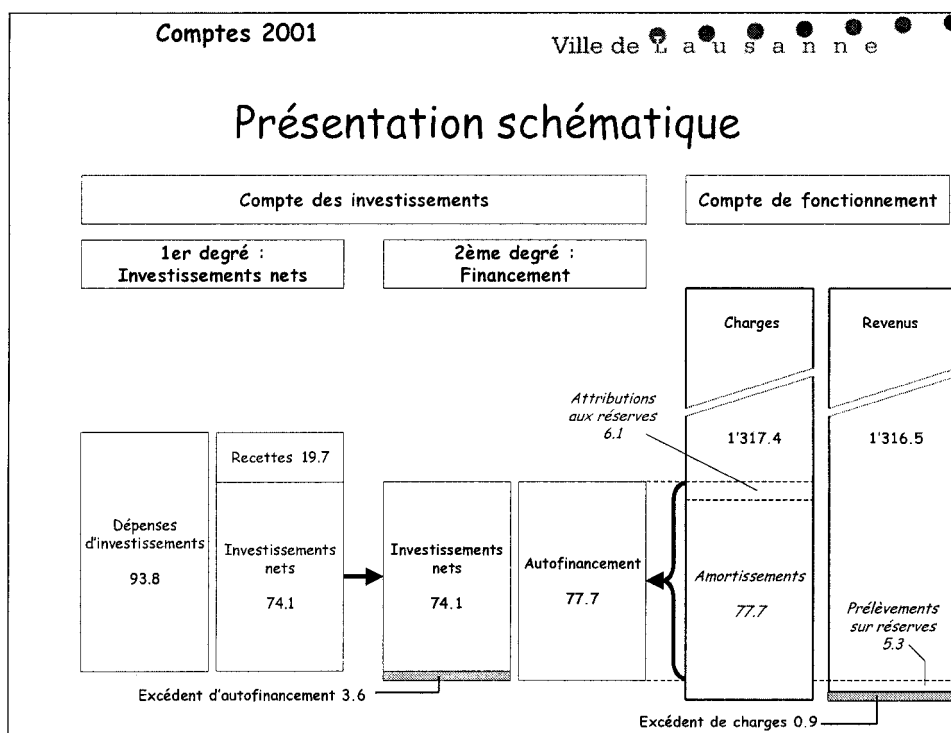 Comptes 2001
Ville de Lausanne
Présentation schématique
Compte des investissements
Compte de fonctionnement
1er degré :
Investissements nets
2ème degré :
Financement
Charges
Revenus
Attributions
aux réserves
6.1
1'317.4
1'316.5
Recettes 19.7
Dépenses
d'investissements
93.8
Investissements
nets
74.1
Investissements
nets
74.1
Autofinancement
77.7
Amortissements
77.7
Prélèvements
sur réserves
5.3
Excédent d'autofinancement 3.6
Excédent de charges 0.9